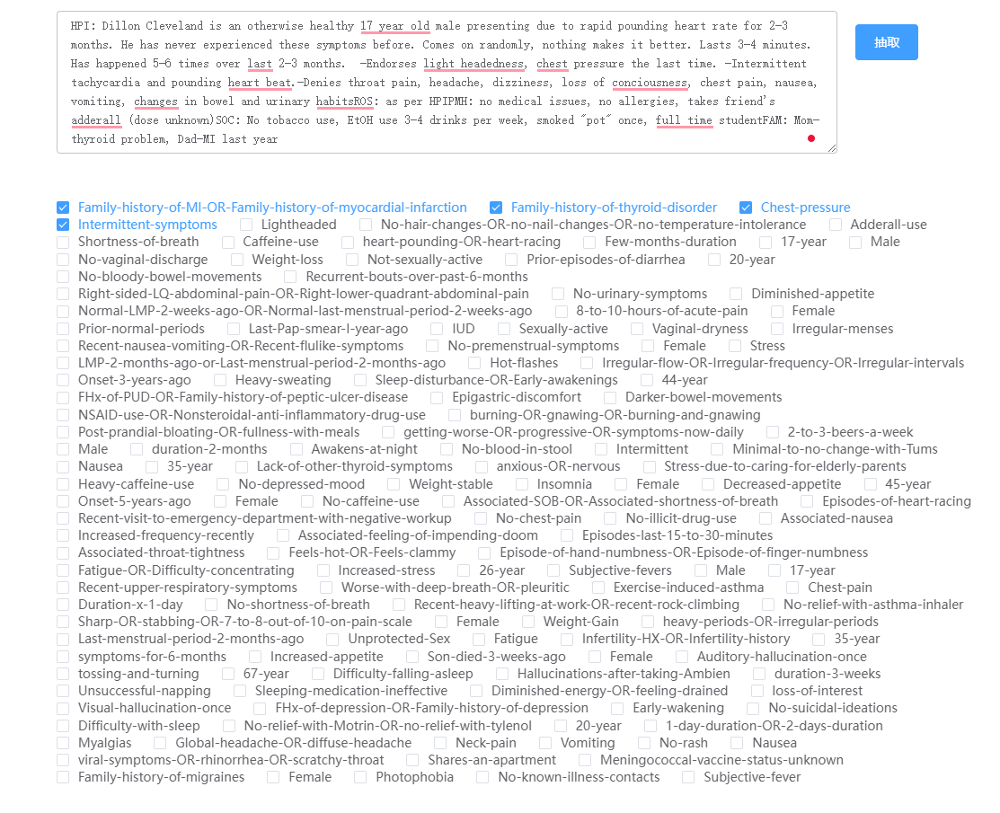 HPI: Dillon Cleveland is an otherwise healthy 17 year old male presenting due to rapid pounding heart rate for 2-3
months. He has never experienced these symptoms before. Comes on randomly, nothing makes it better. Lasts 3-4 minutes.
Has happened 5-6 times over last 2-3 months.  -Endorses light headedness, chest pressure the last time. -Intermittent
tachycardia and pounding heart beat.-Denies throat pain, headache, dizziness, loss of conciousness, chest pain, nausea,
vomiting, changes in bowel and urinary habitsROS: as per HPIPMH: no medical issues, no allergies, takes friend's
adderall (dose unknown)SOC: No tobacco use, EtOH use 3-4 drinks per week, smoked "pot" once, full time studentFAM: Mom-
thyroid problem, Dad-MI last year
抽取
Family-history-of-MI-OR-Family-history-of-myocardial-infarction Family-history-of-thyroid-disorder Chest-pressure
Intermittent-symptoms Lightheaded No-hair-changes-OR-no-nail-changes-OR-no-temperature-intolerance Adderall-use
Shortness-of-breath Caffeine-use heart-pounding-OR-heart-racing Few-months-duration 17-year Male
No-vaginal-discharge Weight-loss Not-sexually-active Prior-episodes-of-diarrhea 20-year
No-bloody-bowel-movements Recurrent-bouts-over-past-6-months
Right-sided-LQ-abdominal-pain-OR-Right-lower-quadrant-abdominal-pain No-urinary-symptoms Diminished-appetite
Normal-LMP-2-weeks-ago-OR-Normal-last-menstrual-period-2-weeks-ago 8-to-10-hours-of-acute-pain Female
Prior-normal-periods Last-Pap-smear-I-year-ago IUD Sexually-active Vaginal-dryness Irregular-menses
Recent-nausea-vomiting-OR-Recent-flulike-symptoms No-premenstrual-symptoms Female Stress
LMP-2-months-ago-or-Last-menstrual-period-2-months-ago Hot-flashes Irregular-flow-OR-Irregular-frequency-OR-Irregular-intervals
Onset-3-years-ago Heavy-sweating Sleep-disturbance-OR-Early-awakenings 44-year
FHx-of-PUD-OR-Family-history-of-peptic-ulcer-disease Epigastric-discomfort Darker-bowel-movements
NSAID-use-OR-Nonsteroidal-anti-inflammatory-drug-use burning-OR-gnawing-OR-burning-and-gnawing
Post-prandial-bloating-OR-fullness-with-meals getting-worse-OR-progressive-OR-symptoms-now-daily 2-to-3-beers-a-week
Male duration-2-months Awakens-at-night No-blood-in-stool Intermittent Minimal-to-no-change-with-Tums
Nausea 35-year Lack-of-other-thyroid-symptoms anxious-OR-nervous Stress-due-to-caring-for-elderly-parents
Heavy-caffeine-use No-depressed-mood Weight-stable Insomnia Female Decreased-appetite 45-year
Onset-5-years-ago Female No-caffeine-use Associated-SOB-OR-Associated-shortness-of-breath Episodes-of-heart-racing
Recent-visit-to-emergency-department-with-negative-workup No-chest-pain No-illicit-drug-use Associated-nausea
Increased-frequency-recently Associated-feeling-of-impending-doom Episodes-last-15-to-30-minutes
Associated-throat-tightness Feels-hot-OR-Feels-clammy Episode-of-hand-numbness-OR-Episode-of-finger-numbness
Fatigue-OR-Difficulty-concentrating Increased-stress 26-year Subjective-fevers Male 17-year
Recent-upper-respiratory-symptoms Worse-with-deep-breath-OR-pleuritic Exercise-induced-asthma Chest-pain
Duration-x-1-day No-shortness-of-breath Recent-heavy-lifting-at-work-OR-recent-rock-climbing No-relief-with-asthma-inhaler
Sharp-OR-stabbing-OR-7-to-8-out-of-10-on-pain-scale Female Weight-Gain heavy-periods-OR-irregular-periods
Last-menstrual-period-2-months-ago Unprotected-Sex Fatigue Infertility-HX-OR-Infertility-history 35-year
symptoms-for-6-months Increased-appetite Son-died-3-weeks-ago Female Auditory-hallucination-once
tossing-and-turning 67-year Difficulty-falling-asleep Hallucinations-after-taking-Ambien duration-3-weeks
Unsuccessful-napping Sleeping-medication-ineffective Diminished-energy-OR-feeling-drained loss-of-interest
Visual-hallucination-once FHx-of-depression-OR-Family-history-of-depression Early-wakening No-suicidal-ideations
Difficulty-with-sleep No-relief-with-Motrin-OR-no-relief-with-tylenol 20-year 1-day-duration-OR-2-days-duration
Myalgias Global-headache-OR-diffuse-headache Neck-pain Vomiting No-rash Nausea
viral-symptoms-OR-rhinorrhea-OR-scratchy-throat Shares-an-apartment Meningococcal-vaccine-status-unknown
Family-history-of-migraines Female Photophobia No-known-illness-contacts Subjective-fever